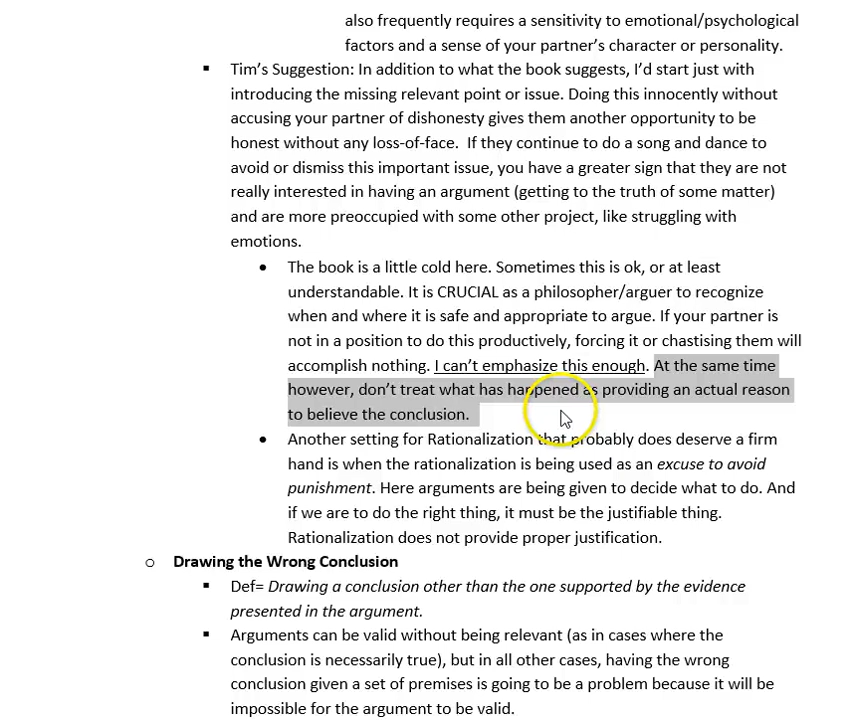 also frequently requires a sensitivity to emotional/psychological
factors and a sense of your partner's character or personality.
▪ Tim's Suggestion: In addition to what the book suggests, I'd start just with
introducing the missing relevant point or issue. Doing this innocently without
accusing your partner of dishonesty gives them another opportunity to be
honest without any loss-of-face.  If they continue to do a song and dance to
avoid or dismiss this important issue, you have a greater sign that they are not
really interested in having an argument (getting to the truth of some matter)
and are more preoccupied with some other project, like struggling with
emotions.
• The book is a little cold here. Sometimes this is ok, or at least
understandable. It is CRUCIAL as a philosopher/arguer to recognize
when and where it is safe and appropriate to argue. If your partner is
not in a position to do this productively, forcing it or chastising them will
accomplish nothing. I can't emphasize this enough. At the same time
however, don't treat what has happened as providing an actual reason
to believe the conclusion.
• Another setting for Rationalization that probably does deserve a firm
hand is when the rationalization is being used as an excuse to avoid
punishment. Here arguments are being given to decide what to do. And
if we are to do the right thing, it must be the justifiable thing.
Rationalization does not provide proper justification.
o Drawing the Wrong Conclusion
▪ Def= Drawing a conclusion other than the one supported by the evidence
presented in the argument.
▪ Arguments can be valid without being relevant (as in cases where the
conclusion is necessarily true), but in all other cases, having the wrong
conclusion given a set of premises is going to be a problem because it will be
impossible for the argument to be valid.